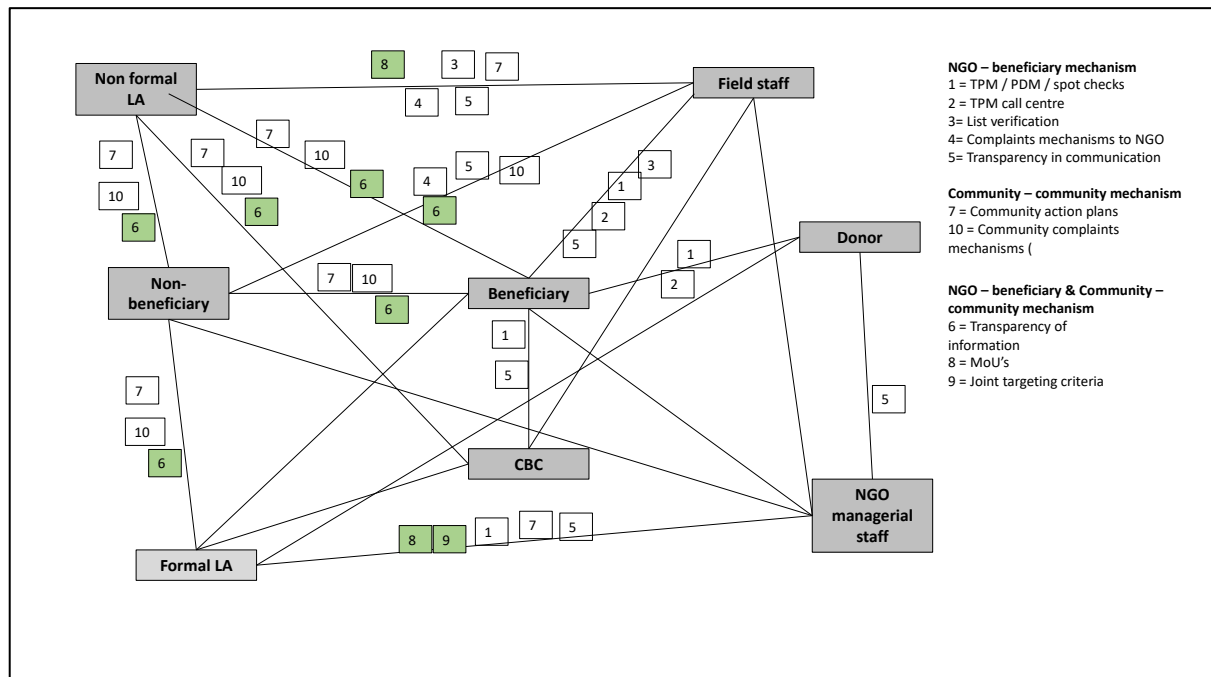 8
3
7
Non formal
LA
Field staff
4
5
7
7
7
10
5
3
10
10
4
10
1
6
6
6
6
2
5
Donor
1
2
Non-
beneficiary
7
10
Beneficiary
6
1
5
7
10
6
5
CBC
NGO
managerial
staff
8
9
1
7
5
Formal LA
NGO – beneficiary mechanism
1 = TPM / PDM / spot checks
2 = TPM call centre
3= List verification
4= Complaints mechanisms to NGO
5= Transparency in communication
Community – community mechanism
7 = Community action plans
10 = Community complaints
mechanisms (
NGO – beneficiary & Community –
community mechanism
6 = Transparency of
information
8 = MoU's
9 = Joint targeting criteria